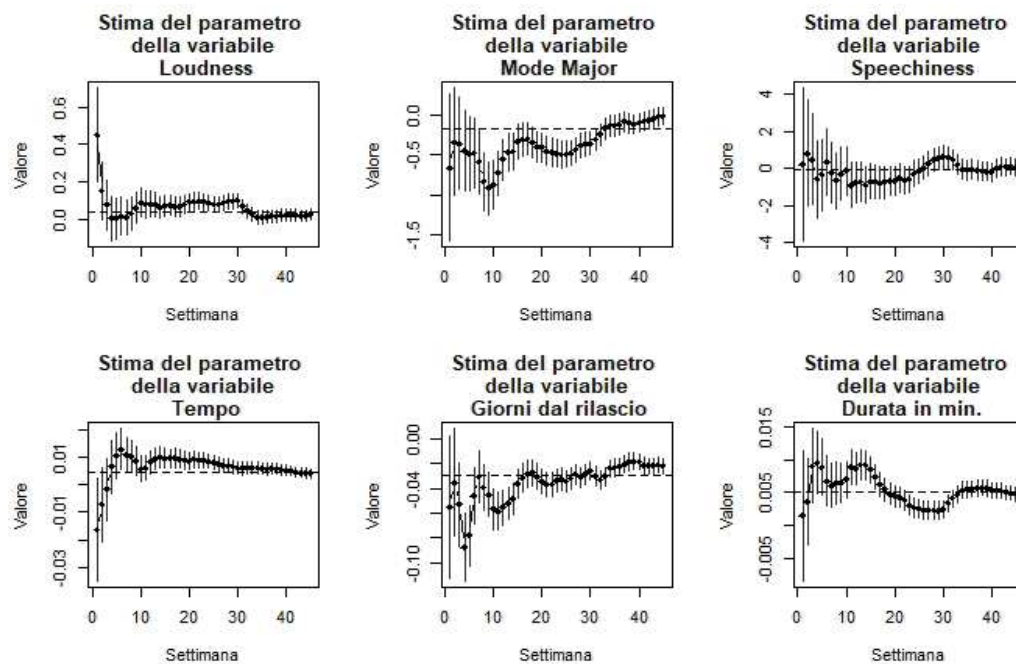 Stima del parametro
della variabile
Loudness
Valore
0.0
0.2
0.4
0.6
0
10
20
30
40
Settimana
Stima del parametro
della variabile
Mode Major
Valore
-1.5
-0.5
0.0
0
10
20
30
40
Settimana
Stima del parametro
della variabile
Speechiness
Valore
-4
-2
0
2
4
0
10
20
30
40
Settimana
Stima del parametro
della variabile
Tempo
Valore
-0.03
-0.01
0.01
0
10
20
30
40
Settimana
Stima del parametro
della variabile
Giorni dal rilascio
Valore
-0.10
-0.04
0.00
0
10
20
30
40
Settimana
Stima del parametro
della variabile
Durata in min.
Valore
-0.005
0.005
0.015
0
10
20
30
40
Settimana